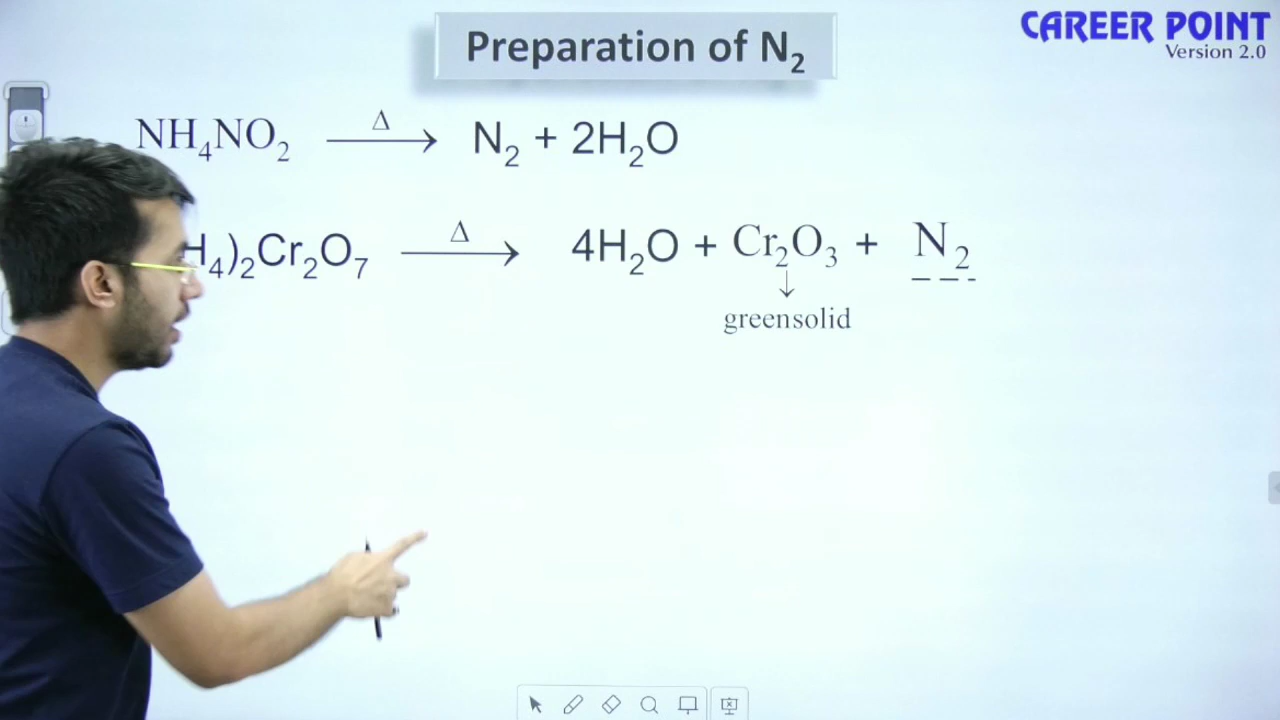 Preparation of N₂
CAREER POINT
Version 2.0
NH₄NO₂ —Δ→ N₂ + 2H₂O
H₄)₂Cr₂O₇ —Δ→ 4H₂O + Cr₂O₃ + N₂
↓
greensolid